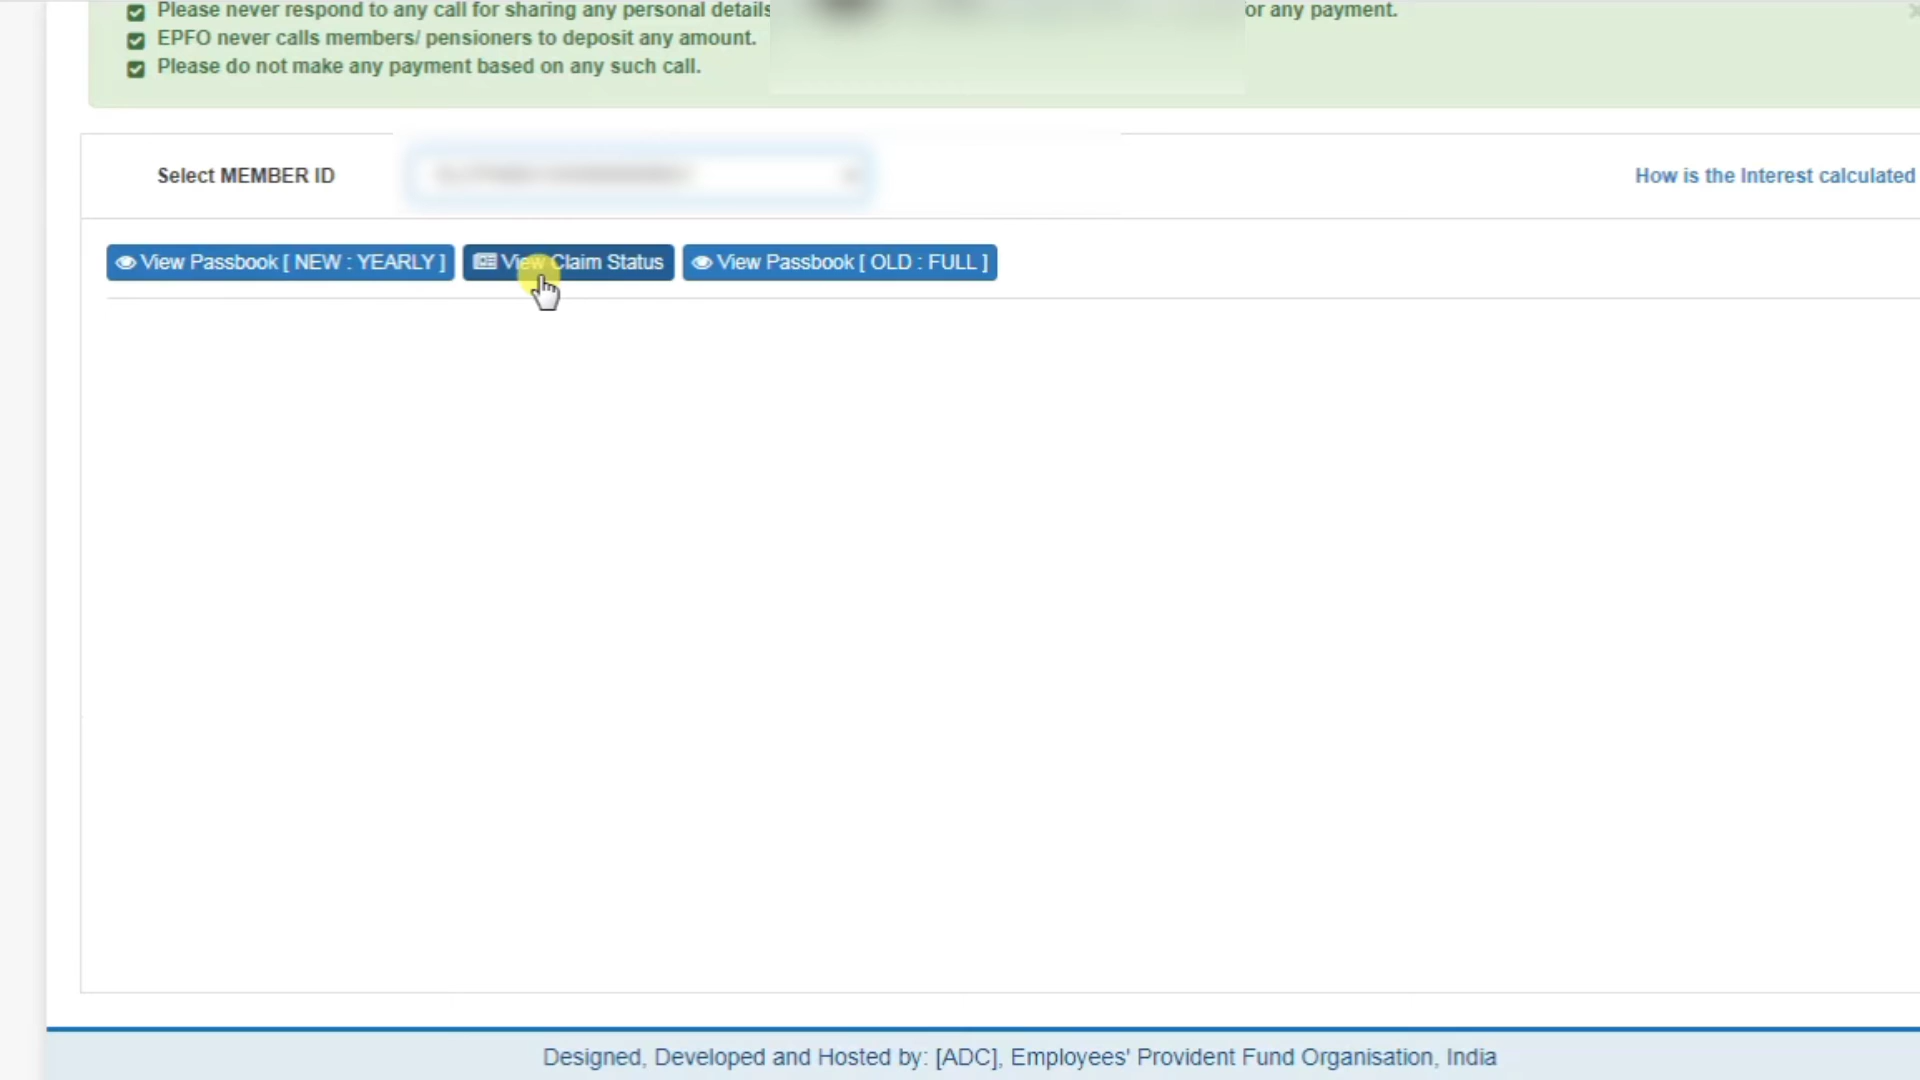 Please never respond to any call for sharing any personal details or any payment.
EPFO never calls members/ pensioners to deposit any amount.
Please do not make any payment based on any such call.
Select MEMBER ID
How is the Interest calculated
View Passbook [ NEW : YEARLY ] View Claim Status View Passbook [ OLD : FULL ]
Designed, Developed and Hosted by: [ADC], Employees' Provident Fund Organisation, India